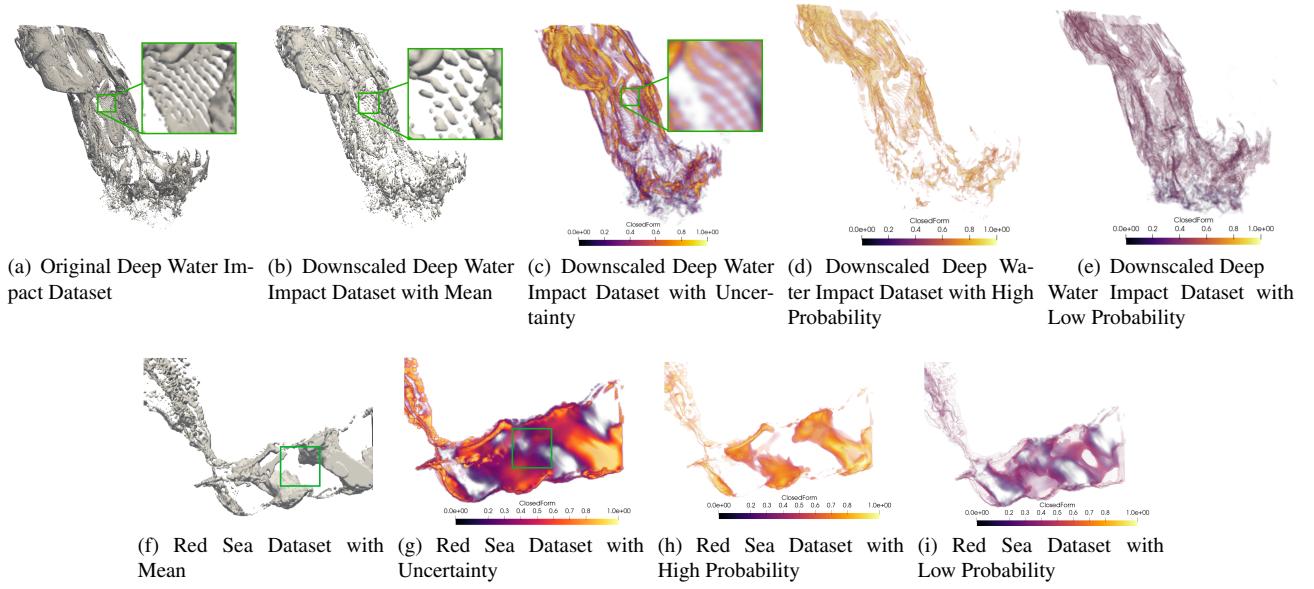 ClosedForm
0.0e+00 0.2 0.4 0.6 0.8 1.0e+00
ClosedForm
0.0e+00 0.2 0.4 0.6 0.8 1.0e+00
ClosedForm
0.0e+00 0.2 0.4 0.6 0.8 1.0e+00
(a) Original Deep Water Im-
pact Dataset
(b) Downscaled Deep Water
Impact Dataset with Mean
(c) Downscaled Deep Water
Impact Dataset with Uncer-
tainty
(d) Downscaled Deep Wa-
ter Impact Dataset with High
Probability
(e) Downscaled Deep
Water Impact Dataset with
Low Probability
ClosedForm
0.0e+00 0.2 0.3 0.4 0.5 0.6 0.7 0.8 1.0e+00
ClosedForm
0.0e+00 0.2 0.3 0.4 0.5 0.6 0.7 0.8 1.0e+00
ClosedForm
0.0e+00 0.2 0.3 0.4 0.5 0.6 0.7 0.8 1.0e+00
(f) Red Sea Dataset with
Mean
(g) Red Sea Dataset with
Uncertainty
(h) Red Sea Dataset with
High Probability
(i) Red Sea Dataset with
Low Probability